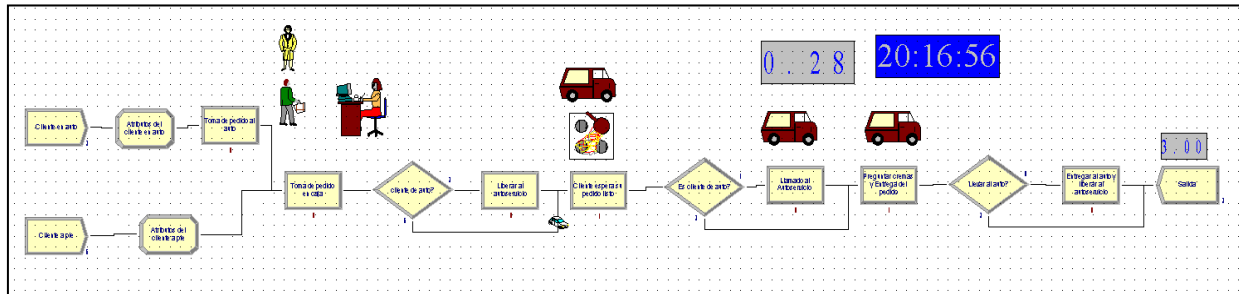 20:16:56
0 . . 2 8
3.00
Cliente en auto
Atributos del
cliente en auto
Toma de pedido al
auto
Toma de pedido
en caja
cliente de auto?
Liberar al
autoservicio
Cliente espera su
pedido listo
Es cliente de auto?
Llamado al
Autoservicio
Preguntar cremas
y Entrega del
pedido
Llevar al auto?
Entregar al auto y
liberar al
autoservicio
Salida
Cliente a pie
Atributos del
cliente a pie